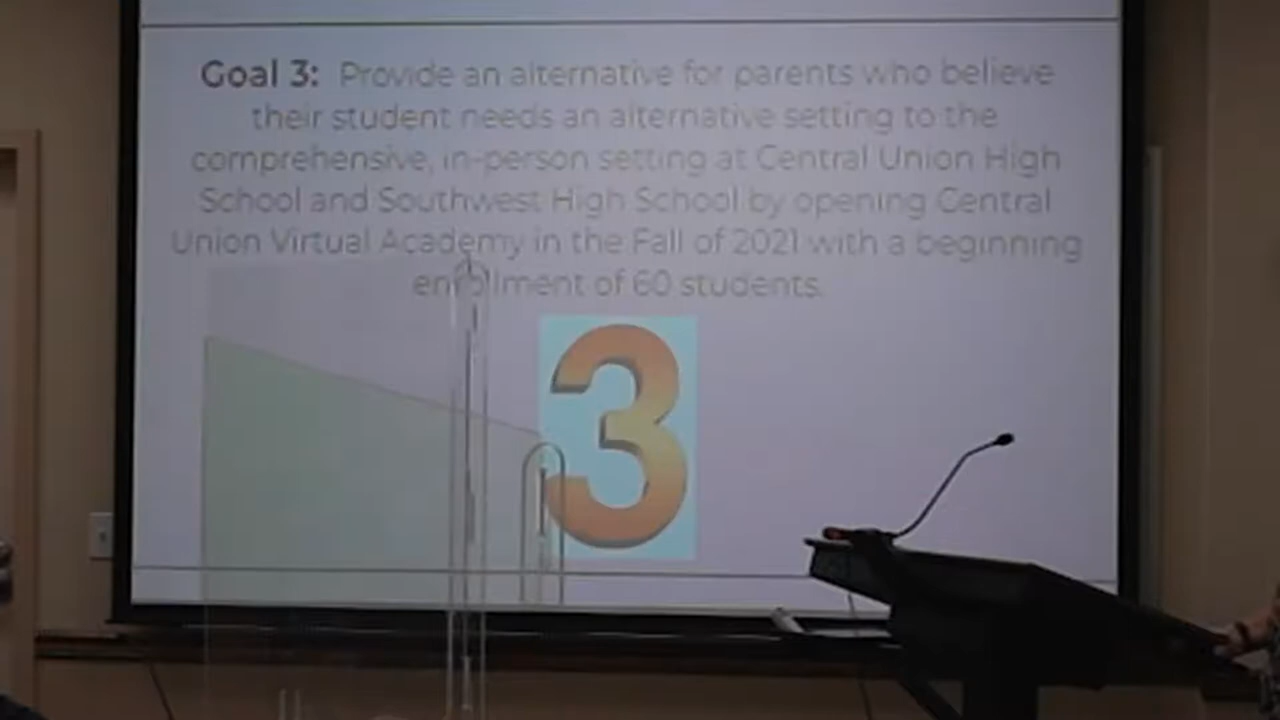 Goal 3: Provide an alternative for parents who believe
their student needs an alternative setting to the
comprehensive, in-person setting at Central Union High
School and Southwest High School by opening Central
Union Virtual Academy in the Fall of 2021 with a beginning
enrollment of 60 students.
3